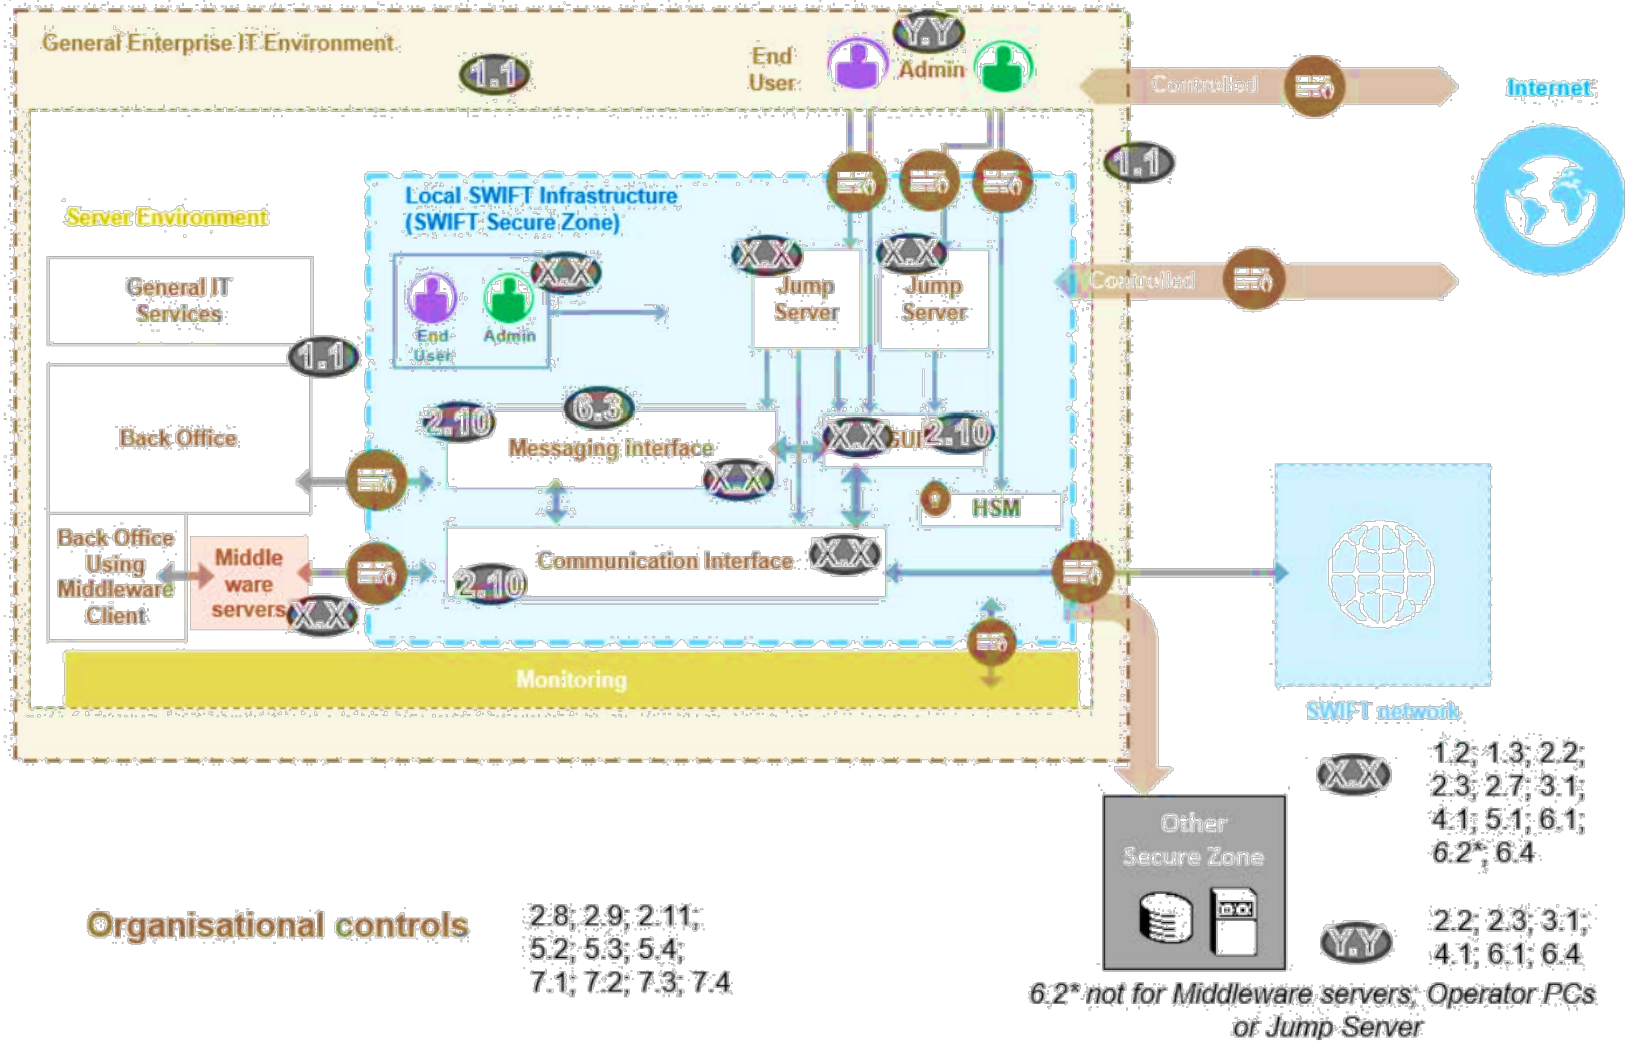 General Enterprise IT Environment
1.1
End
User
Y.Y
Admin
Controlled
Internet
1.1
Server Environment
Local SWIFT Infrastructure
(SWIFT Secure Zone)
General IT
Services
X.X
End
User
Admin
X.X
Jump
Server
X.X
Jump
Server
Controlled
1.1
Back Office
2.10
6.3
Messaging interface
X.X
X.X
GUI
2.10
HSM
Back Office
Using
Middleware
Client
Middle
ware
servers
X.X
Communication Interface
X.X
2.10
Monitoring
SWIFT network
X.X
1.2; 1.3; 2.2;
2.3; 2.7; 3.1;
4.1; 5.1; 6.1;
6.2*; 6.4
Other
Secure Zone
Y.Y
2.2; 2.3; 3.1;
4.1; 6.1; 6.4
Organisational controls
2.8; 2.9; 2.11;
5.2; 5.3; 5.4;
7.1; 7.2; 7.3; 7.4
6.2* not for Middleware servers; Operator PCs
or Jump Server